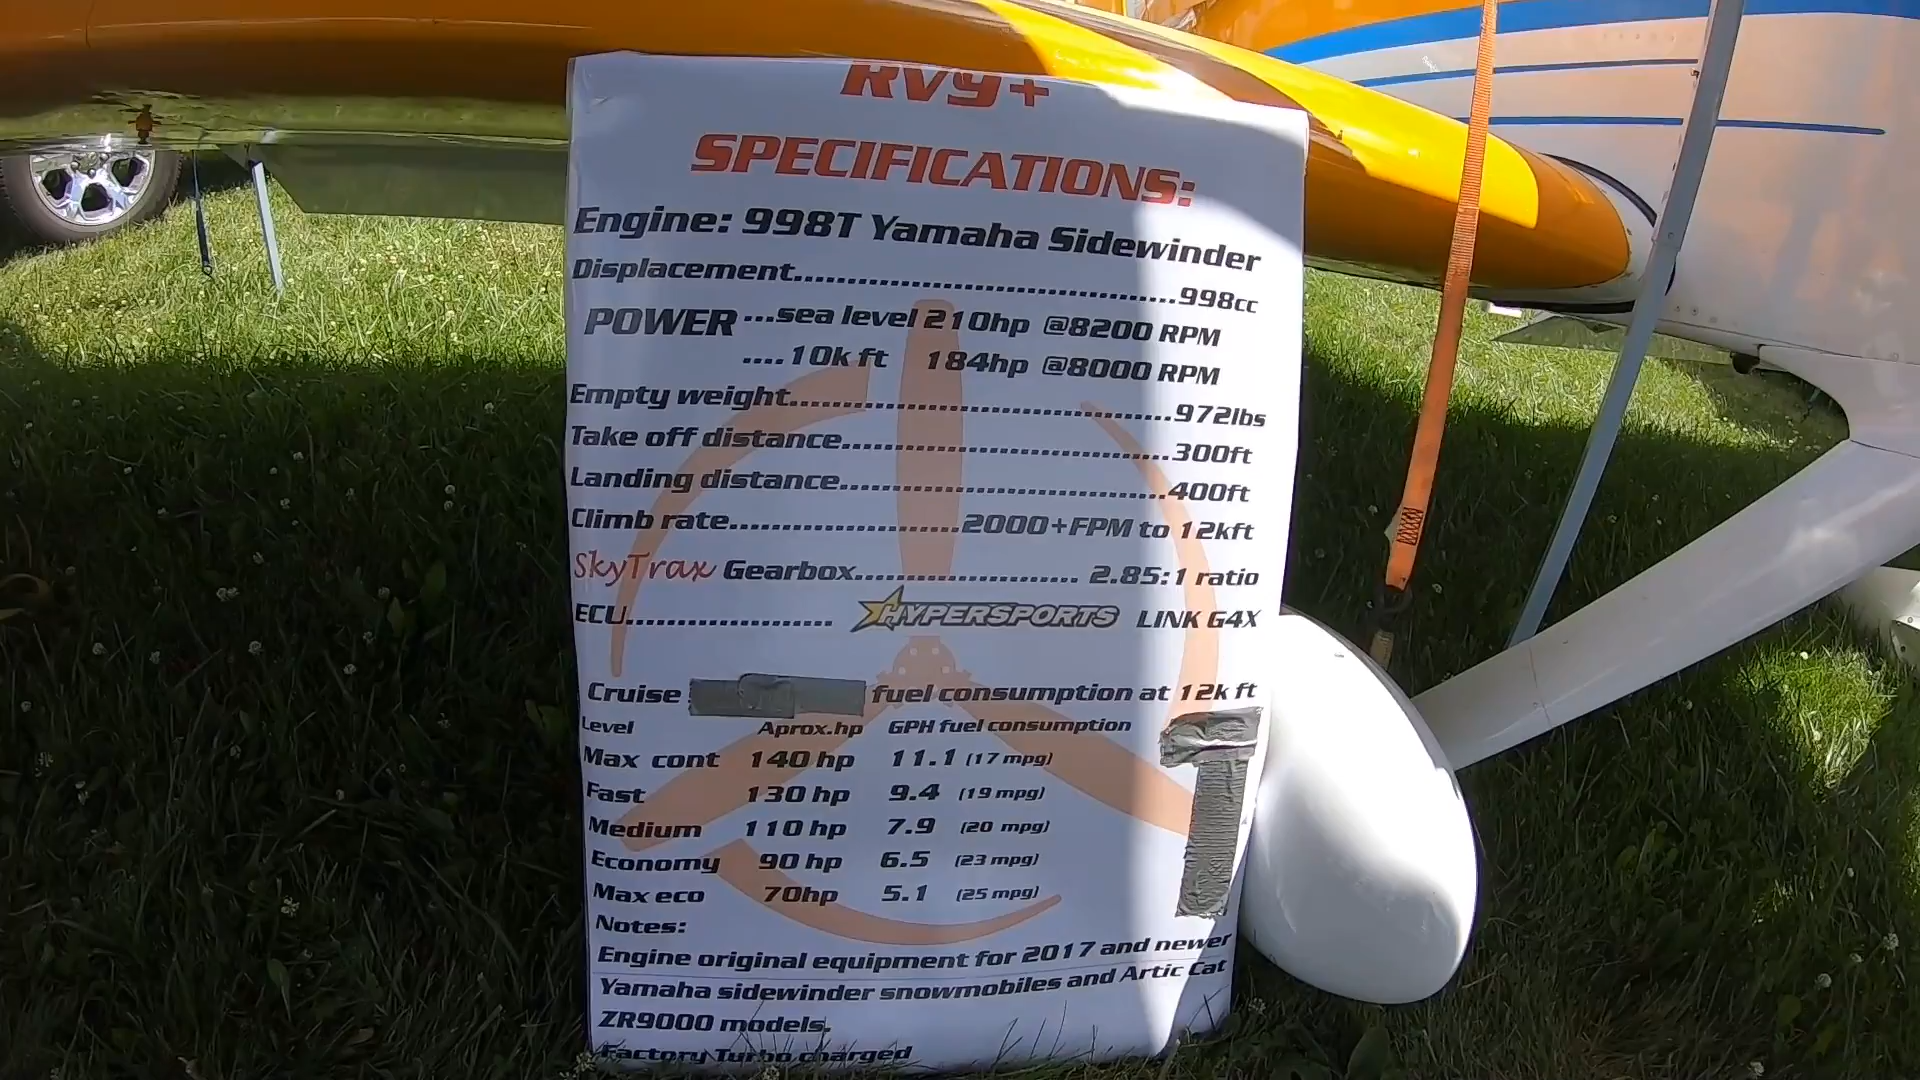 RV9+
SPECIFICATIONS:
Engine: 998T Yamaha Sidewinder
Displacement................................................998cc
POWER ...sea level 210hp @8200 RPM
....10k ft 184hp @8000 RPM
Empty weight................................................972lbs
Take off distance..........................................300ft
Landing distance..........................................400ft
Climb rate.............................2000+FPM to 12kft
SkyTrax Gearbox............................ 2.85:1 ratio
ECU.......................... HYPERSPORTS LINK G4X
Cruise fuel consumption at 12k ft
Level Aprox.hp GPH fuel consumption
Max cont 140 hp 11.1 (17 mpg)
Fast 130 hp 9.4 (19 mpg)
Medium 110 hp 7.9 (20 mpg)
Economy 90 hp 6.5 (23 mpg)
Max eco 70hp 5.1 (25 mpg)
Notes:
Engine original equipment for 2017 and newer
Yamaha sidewinder snowmobiles and Artic Cat
ZR9000 models.
Factory Turbo charged